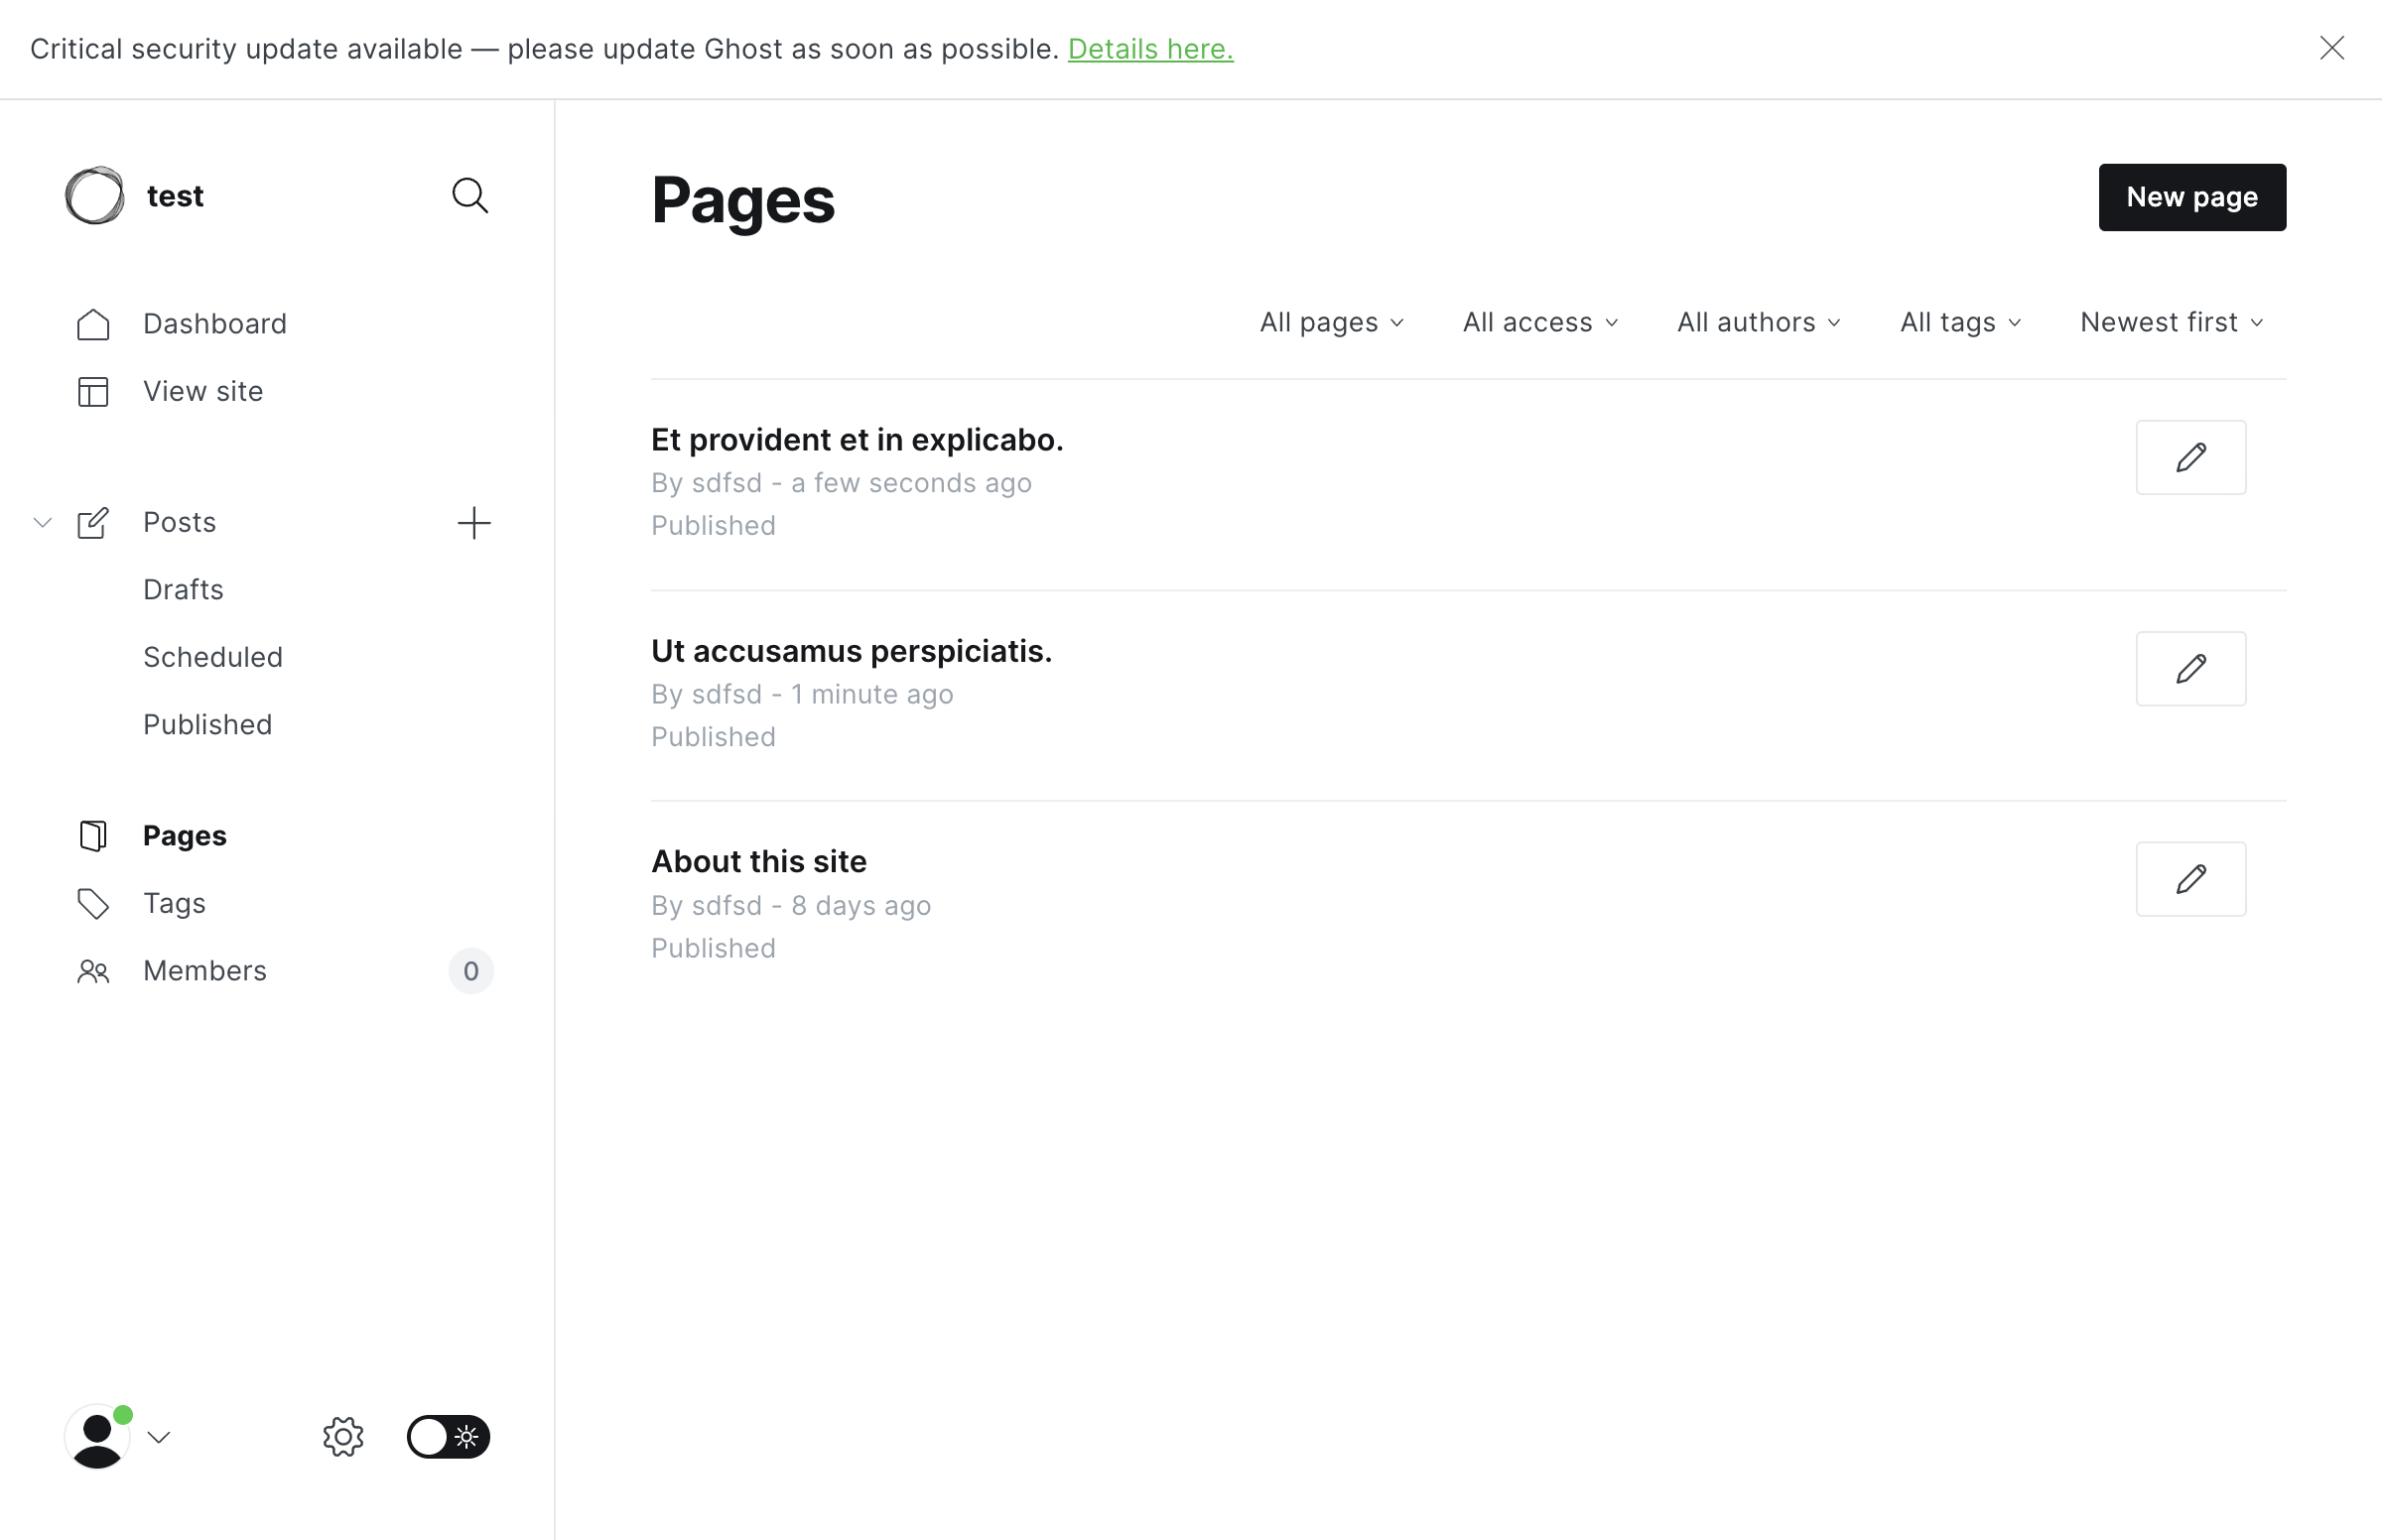 Critical security update available — please update Ghost as soon as possible. Details here.
test
Dashboard
View site
Posts
Drafts
Scheduled
Published
Pages
Tags
Members 0
Pages
New page
All pages All access All authors All tags Newest first
Et provident et in explicabo.
By sdfsd - a few seconds ago
Published
Ut accusamus perspiciatis.
By sdfsd - 1 minute ago
Published
About this site
By sdfsd - 8 days ago
Published